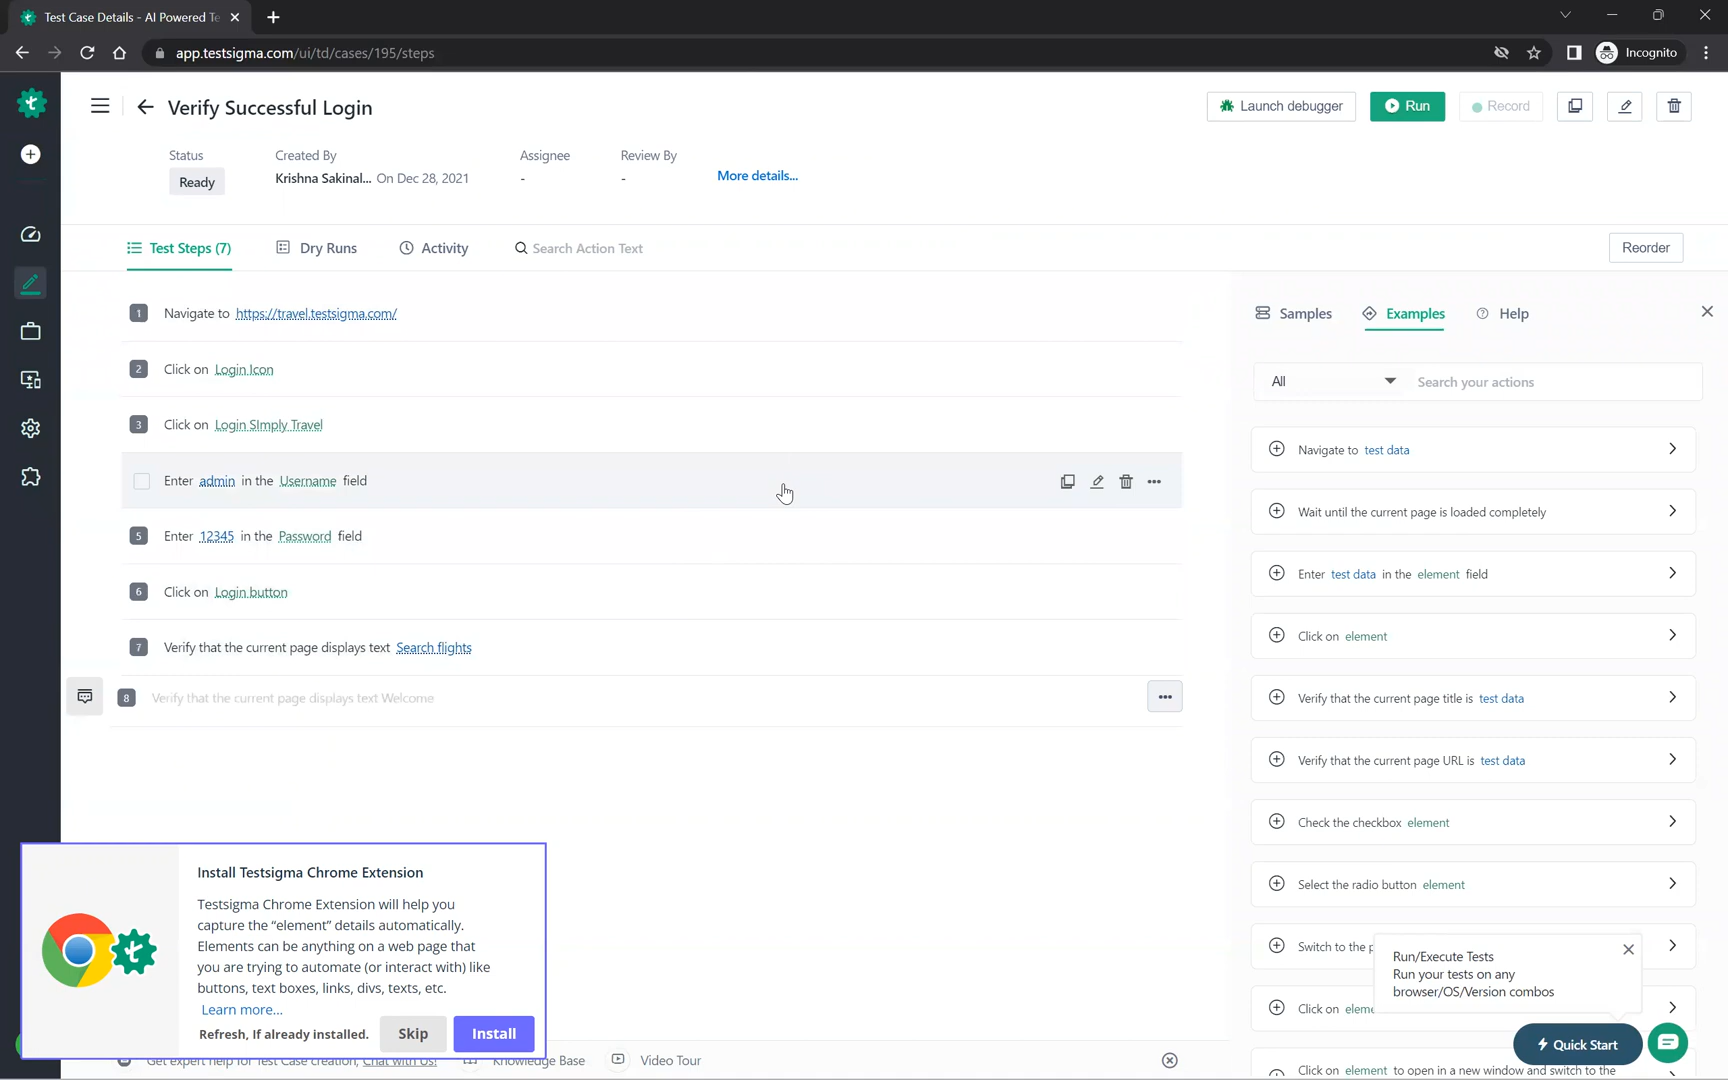 Test Case Details - AI Powered Te
app.testsigma.com/ui/td/cases/195/steps
Incognito
Verify Successful Login
Launch debugger
Run
Record
Status
Created By
Assignee
Review By
Ready
Krishna Sakinal... On Dec 28, 2021
-
-
More details...
Test Steps (7)
Dry Runs
Activity
Search Action Text
Reorder
1 Navigate to https://travel.testsigma.com/
2 Click on Login Icon
3 Click on Login SImply Travel
Enter admin in the Username field
5 Enter 12345 in the Password field
6 Click on Login button
7 Verify that the current page displays text Search flights
8 Verify that the current page displays text Welcome
Samples
Examples
Help
All
Search your actions
Navigate to test data
Wait until the current page is loaded completely
Enter test data in the element field
Click on element
Verify that the current page title is test data
Verify that the current page URL is test data
Check the checkbox element
Select the radio button element
Switch to the
Click on
Click on element to open in a new window and switch to the
Run/Execute Tests
Run your tests on any
browser/OS/Version combos
Quick Start
Install Testsigma Chrome Extension
Testsigma Chrome Extension will help you
capture the “element” details automatically.
Elements can be anything on a web page that
you are trying to automate (or interact with) like
buttons, text boxes, links, divs, texts, etc.
Learn more...
Refresh, If already installed.
Skip
Install
Get expert help for Test Case creation, Chat with Us!
Knowledge Base
Video Tour